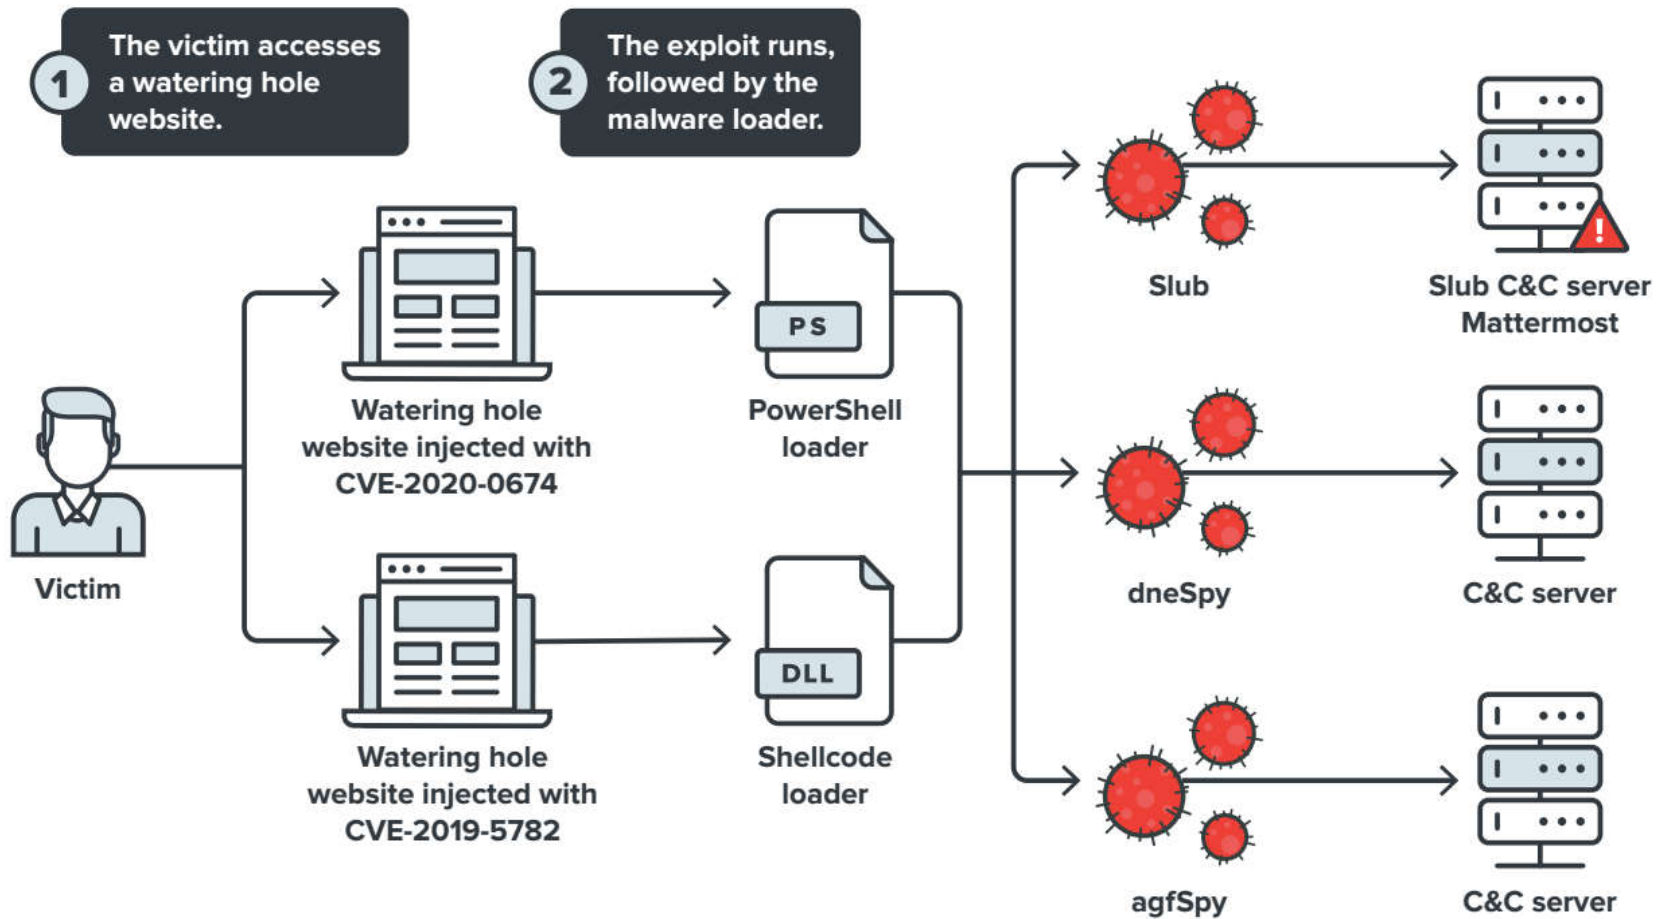 1
The victim accesses
a watering hole
website.
2
The exploit runs,
followed by the
malware loader.
Victim
Watering hole
website injected with
CVE-2020-0674
PS
PowerShell
loader
Watering hole
website injected with
CVE-2019-5782
DLL
Shellcode
loader
Slub
Slub C&C server
Mattermost
dneSpy
C&C server
agfSpy
C&C server